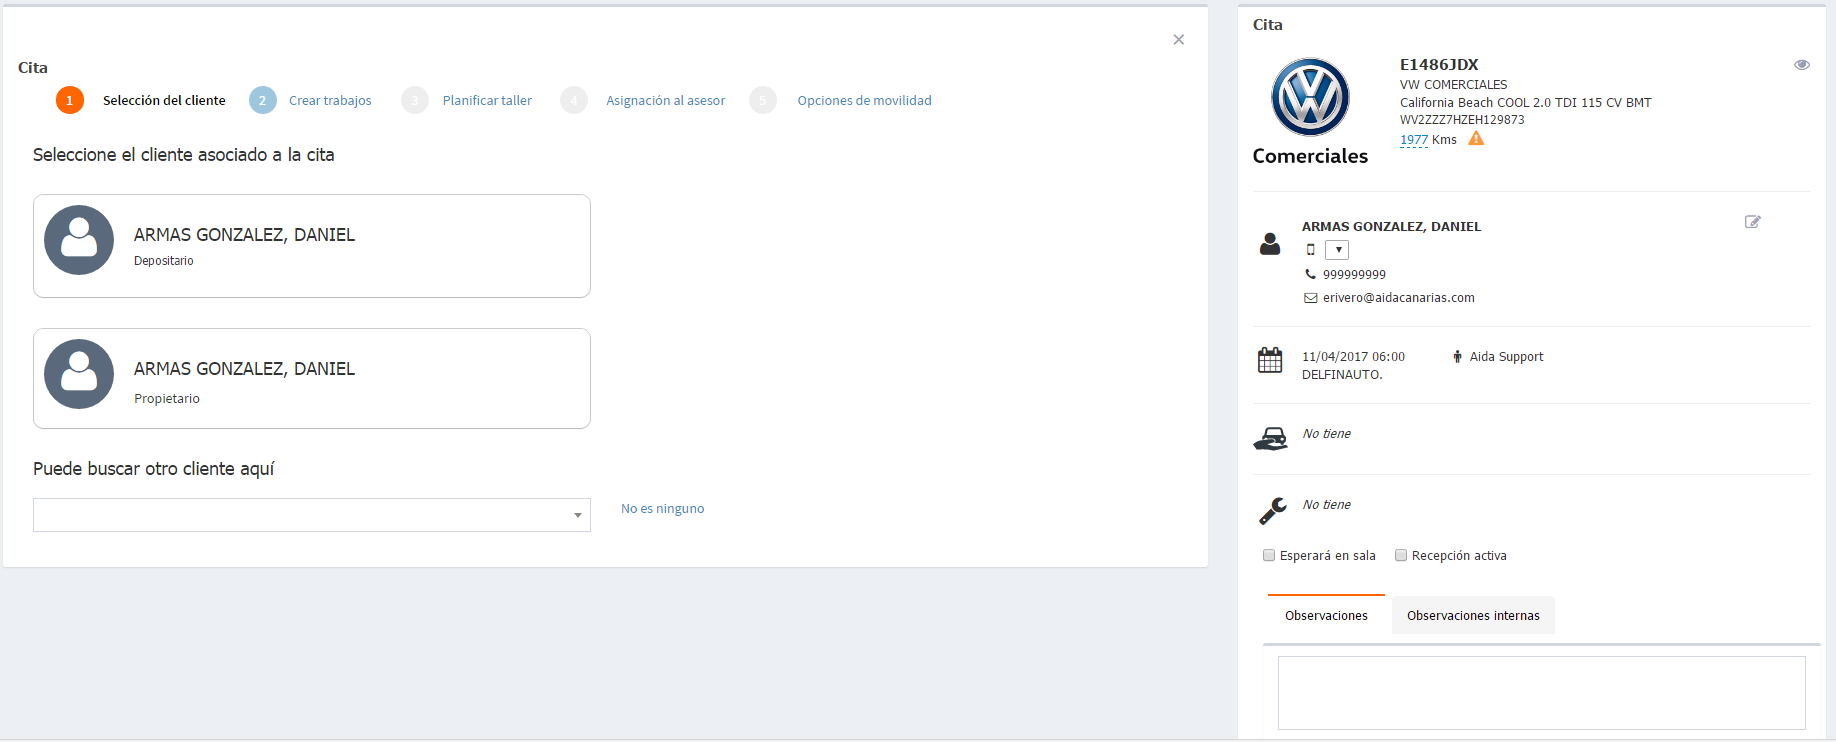 Cita
1 Selección del cliente 2 Crear trabajos 3 Planificar taller 4 Asignación al asesor 5 Opciones de movilidad
Seleccione el cliente asociado a la cita
ARMAS GONZALEZ, DANIEL
Depositario
ARMAS GONZALEZ, DANIEL
Propietario
Puede buscar otro cliente aquí
No es ninguno
Cita
Comerciales
E1486JDX
VW COMERCIALES
California Beach COOL 2.0 TDI 115 CV BMT
WV2ZZZ7HZEH129873
1977 Kms
ARMAS GONZALEZ, DANIEL
999999999
erivero@aidacanarias.com
11/04/2017 06:00 Aida Support
DELFINAUTO.
No tiene
No tiene
Esperará en sala Recepción activa
Observaciones Observaciones internas